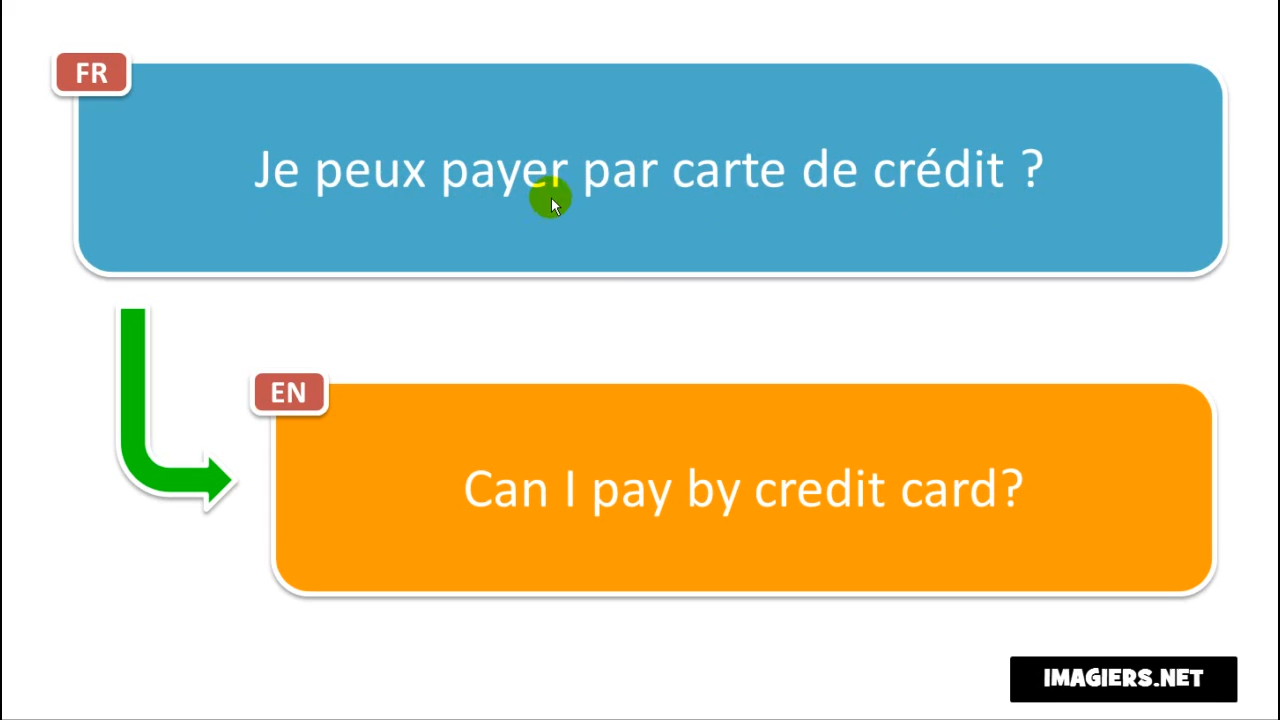 FR
Je peux payer par carte de crédit ?
EN
Can I pay by credit card?
IMAGIERS.NET